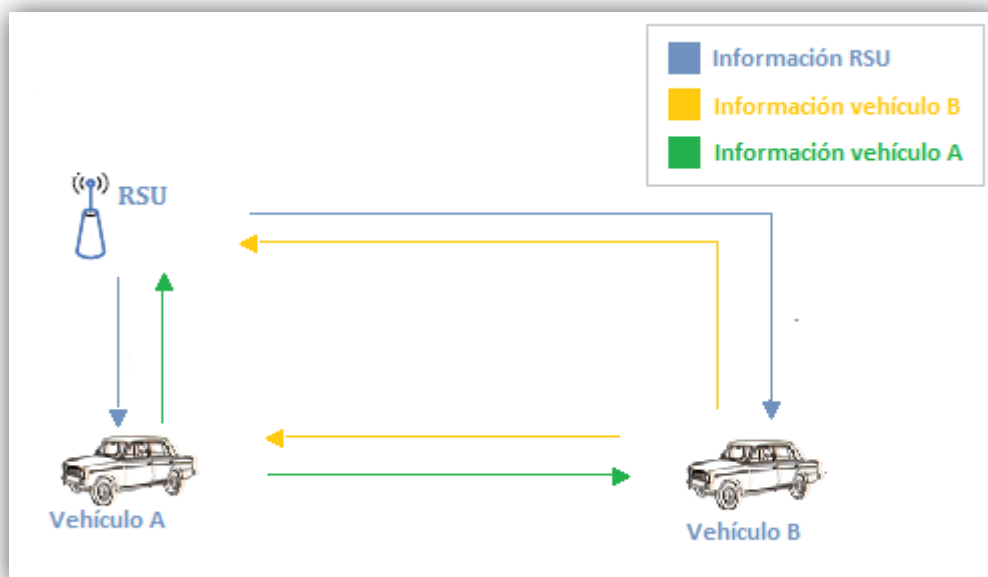 Información RSU
Información vehículo B
Información vehículo A
RSU
Vehículo A
Vehículo B